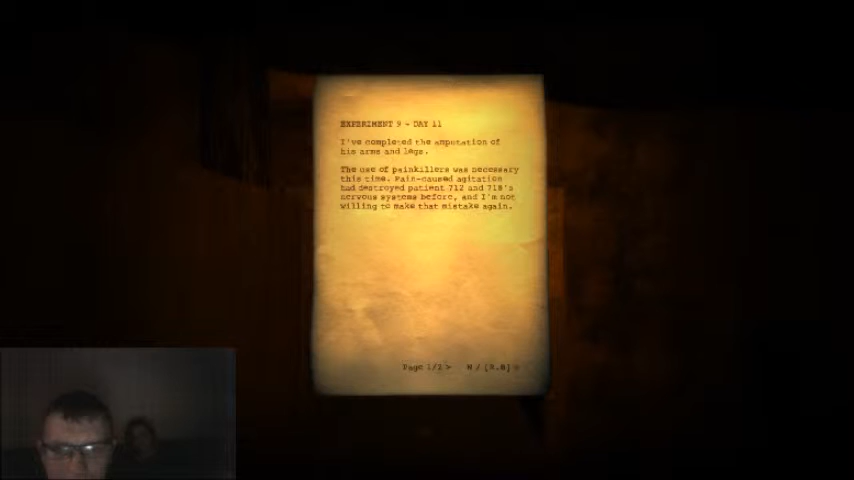 EXPERIMENT 9 - DAY 11
I've completed the amputation of
his arms and legs.
The use of painkillers was necessary
this time. Pain-caused agitation
had destroyed patient 712 and 718's
nervous systems before, and I'm not
willing to make that mistake again.
Page 1/2 >